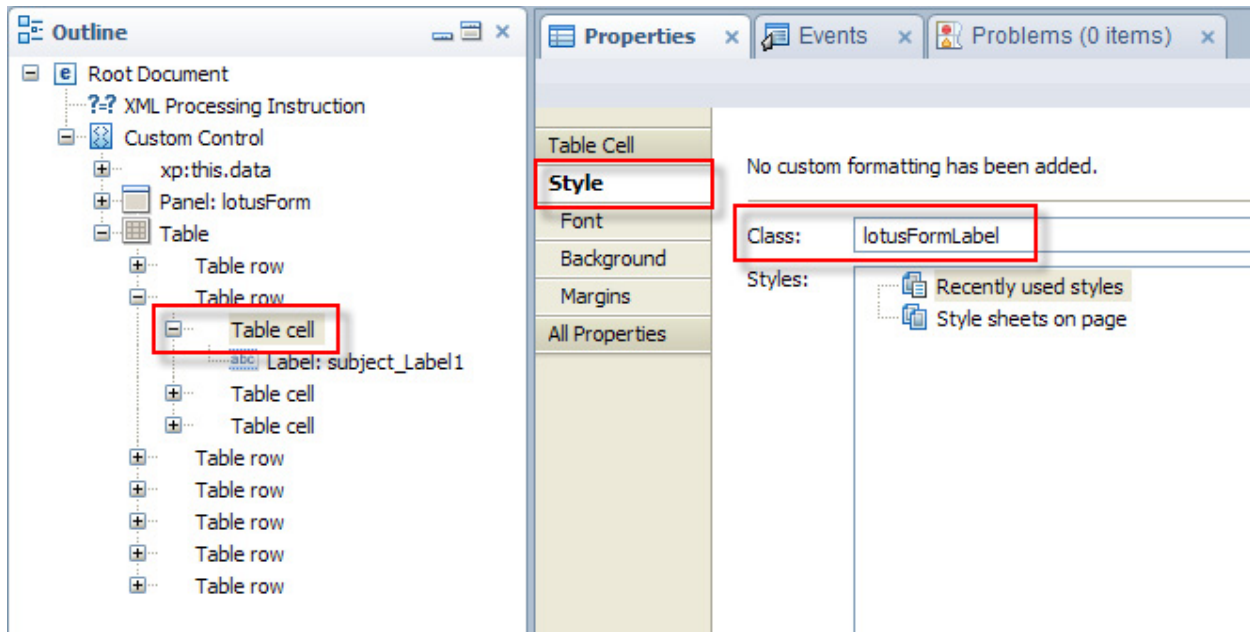 Outline
Root Document
?=? XML Processing Instruction
Custom Control
xp:this.data
Panel: lotusForm
Table
Table row
Table row
Table cell
abc Label: subject_Label1
Table cell
Table cell
Table row
Table row
Table row
Table row
Table row
Properties
Events
Problems (0 items)
Table Cell
Style
Font
Background
Margins
All Properties
No custom formatting has been added.
Class: lotusFormLabel
Styles:
Recently used styles
Style sheets on page